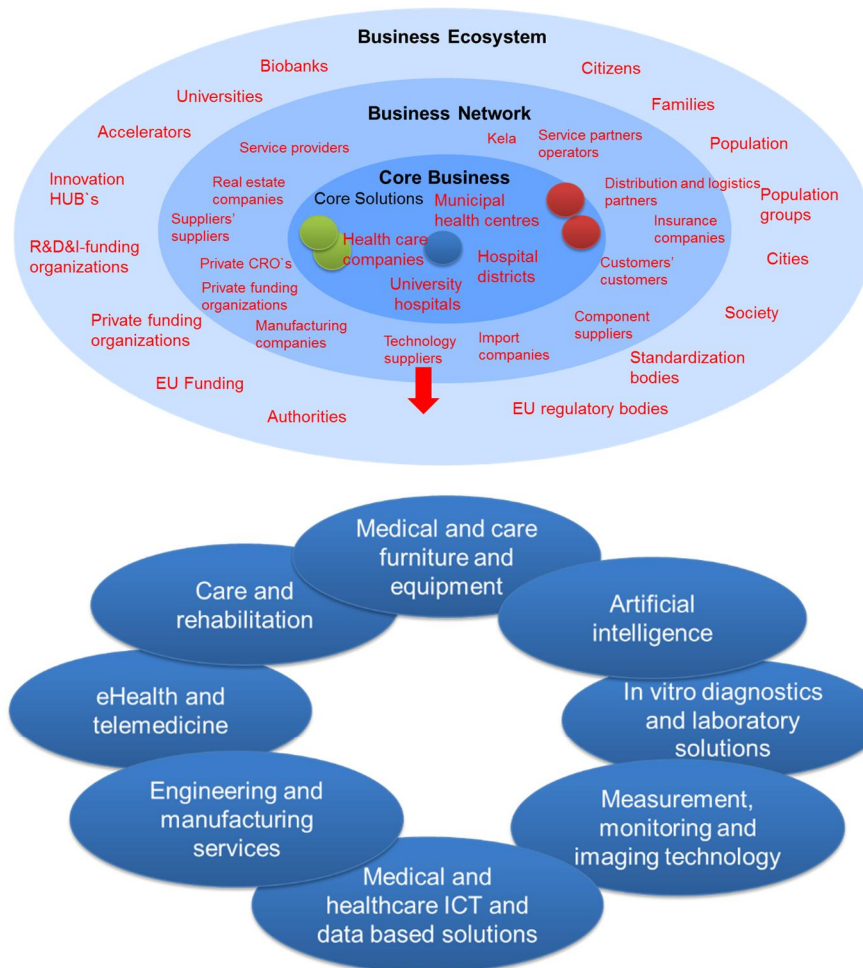 Business Ecosystem
Biobanks
Citizens
Universities
Families
Business Network
Accelerators
Kela
Service partners
operators
Service providers
Population
Core Business
Innovation
HUB`s
Real estate
companies
Core Solutions
Municipal
health centres
Distribution and logistics
partners
Population
groups
Suppliers’
suppliers
Insurance
companies
R&D&I-funding
organizations
Health care
companies
Hospital
districts
Private CRO`s
Customers’
customers
Cities
University
hospitals
Private funding
organizations
Private funding
organizations
Manufacturing
companies
Component
suppliers
Society
Technology
suppliers
Import
companies
Standardization
bodies
EU Funding
Authorities
EU regulatory bodies
Medical and care
furniture and
equipment
Care and
rehabilitation
Artificial
intelligence
eHealth and
telemedicine
In vitro diagnostics
and laboratory
solutions
Engineering and
manufacturing
services
Measurement,
monitoring and
imaging technology
Medical and
healthcare ICT and
data based solutions